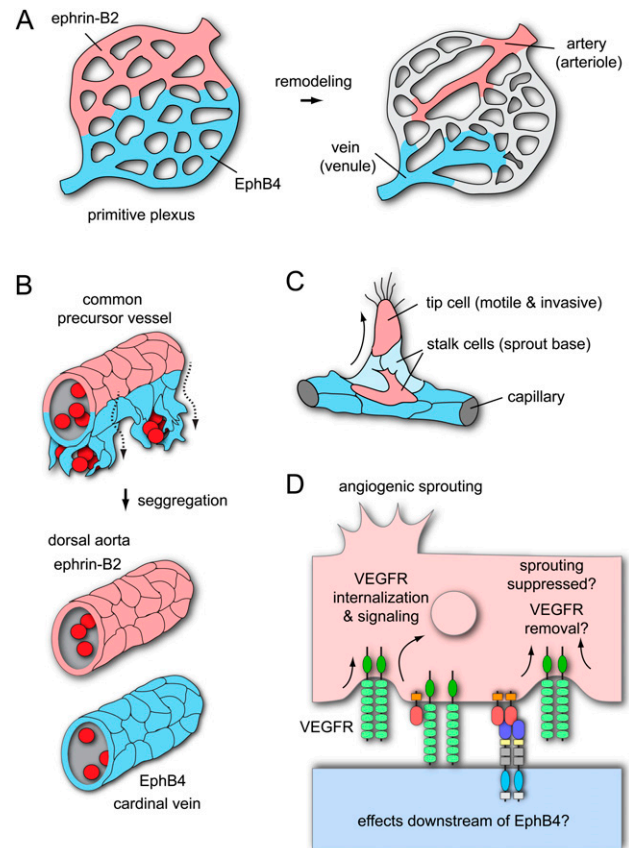 A
ephrin-B2
remodeling
artery
(arteriole)
vein
(venule)
EphB4
primitive plexus
B
common
precursor vessel
seggregation
dorsal aorta
ephrin-B2
EphB4
cardinal vein
C
tip cell (motile & invasive)
stalk cells (sprout base)
capillary
D
angiogenic sprouting
VEGFR
internalization
& signaling
sprouting
suppressed?
VEGFR
removal?
VEGFR
effects downstream of EphB4?